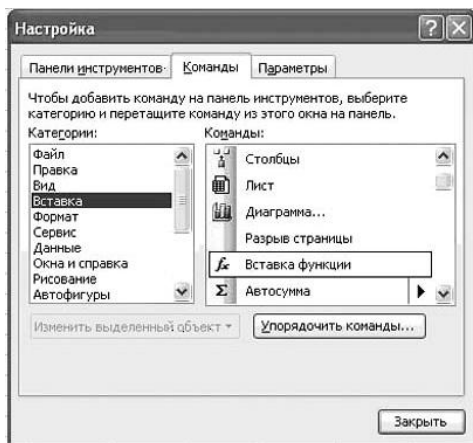 Настройка
Панели инструментов
Команды
Параметры
Чтобы добавить команду на панель инструментов, выберите
категорию и перетащите команду из этого окна на панель.
Категории:
Команды:
Файл
Правка
Вид
Вставка
Формат
Сервис
Данные
Окна и справка
Рисование
Автофигуры
Столбцы
Лист
Диаграмма...
Разрыв страницы
fx Вставка функции
Σ Автосумма
Изменить выделенный объект
Упорядочить команды...
Закрыть